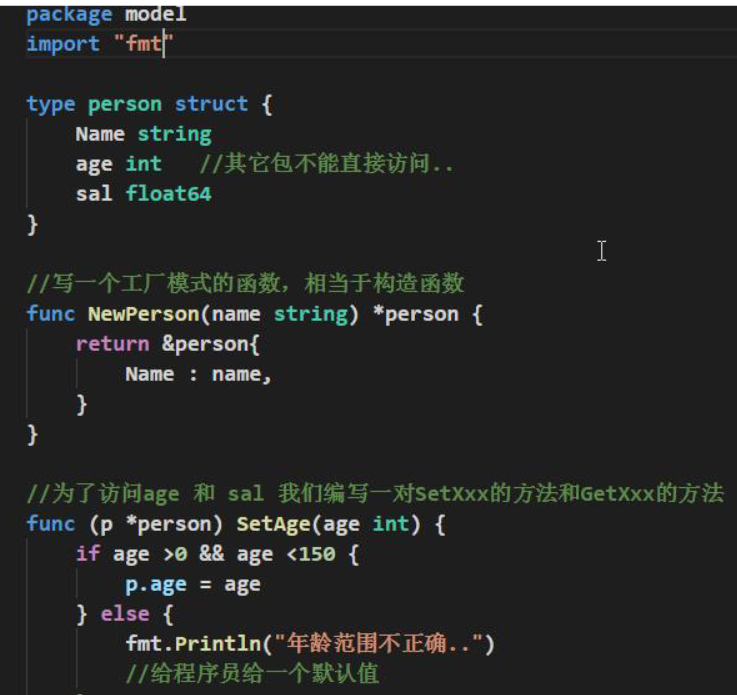 package model
import "fmt"
type person struct {
    Name string
    age int   //其它包不能直接访问..
    sal float64
}
//写一个工厂模式的函数，相当于构造函数
func NewPerson(name string) *person {
    return &person{
        Name : name,
    }
}
//为了访问age 和 sal 我们编写一对SetXxx的方法和GetXxx的方法
func (p *person) SetAge(age int) {
    if age >0 && age <150 {
        p.age = age
    } else {
        fmt.Println("年龄范围不正确..")
        //给程序员给一个默认值